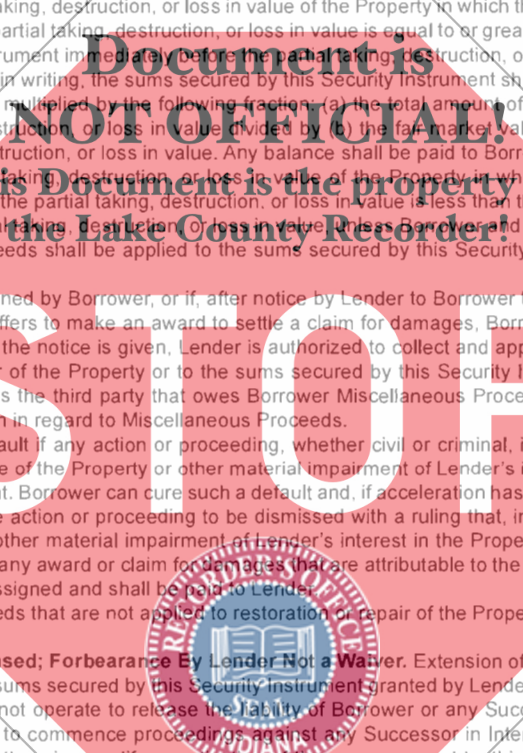 aking, destruction, or loss in value of the Property in which th
artial taking, destruction, or loss in value is equal to or grea
rument immediately before the partial taking, destruction, o
in writing, the sums secured by this Security Instrument sh
multiplied by the following fraction: (a) the total amount of
struction, or loss in value divided by (b) the fair market val
truction, or loss in value. Any balance shall be paid to Borr
taking, destruction, or loss in value of the Property in wh
the partial taking, destruction, or loss in value is less than t
al taking, destruction, or loss in value, unless Borrower and
eeds shall be applied to the sums secured by this Security
Document is
NOT OFFICIAL!
is Document is the property
the Lake County Recorder!
STOP
ned by Borrower, or if, after notice by Lender to Borrower
ffers to make an award to settle a claim for damages, Borr
the notice is given, Lender is authorized to collect and app
r of the Property or to the sums secured by this Security I
s the third party that owes Borrower Miscellaneous Proce
n in regard to Miscellaneous Proceeds.
ault if any action or proceeding, whether civil or criminal, i
e of the Property or other material impairment of Lender's
t. Borrower can cure such a default and, if acceleration has
e action or proceeding to be dismissed with a ruling that, in
other material impairment of Lender's interest in the Prope
any award or claim for damages that are attributable to the
ssigned and shall be paid to Lender.
eds that are not applied to restoration or repair of the Prope
RECORDER'S OFFICE
ased; Forbearance By Lender Not a Waiver. Extension of
sums secured by this Security Instrument granted by Lende
not operate to release the liability of Borrower or any Succ
to commence proceedings against any Successor in Inte